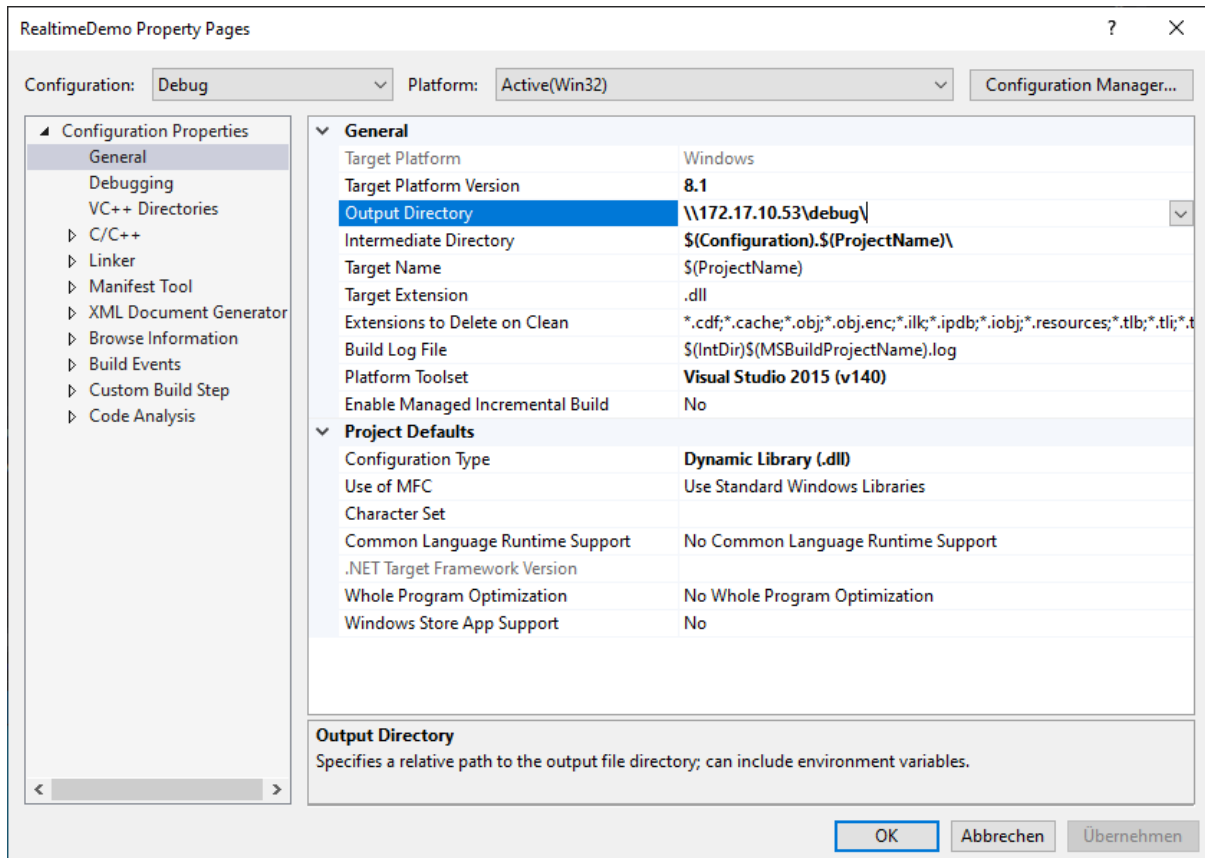 RealtimeDemo Property Pages
Configuration: Debug Platform: Active(Win32) Configuration Manager...
Configuration Properties
General
Debugging
VC++ Directories
C/C++
Linker
Manifest Tool
XML Document Generator
Browse Information
Build Events
Custom Build Step
Code Analysis
General
Target Platform Windows
Target Platform Version 8.1
Output Directory \\172.17.10.53\debug\
Intermediate Directory $(Configuration).$(ProjectName)\
Target Name $(ProjectName)
Target Extension .dll
Extensions to Delete on Clean *.cdf;*.cache;*.obj;*.obj.enc;*.ilk;*.ipdb;*.iobj;*.resources;*.tlb;*.tli;*.t
Build Log File $(IntDir)$(MSBuildProjectName).log
Platform Toolset Visual Studio 2015 (v140)
Enable Managed Incremental Build No
Project Defaults
Configuration Type Dynamic Library (.dll)
Use of MFC Use Standard Windows Libraries
Character Set
Common Language Runtime Support No Common Language Runtime Support
.NET Target Framework Version
Whole Program Optimization No Whole Program Optimization
Windows Store App Support No
Output Directory
Specifies a relative path to the output file directory; can include environment variables.
OK Abbrechen Übernehmen